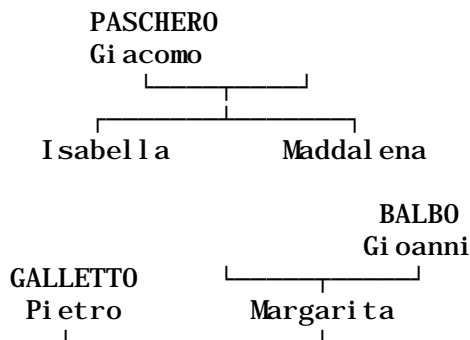 PASCHERO
Giacomo
Isabella Maddalena
BALBO
Gioanni
GALLETTO
Pietro Margarita